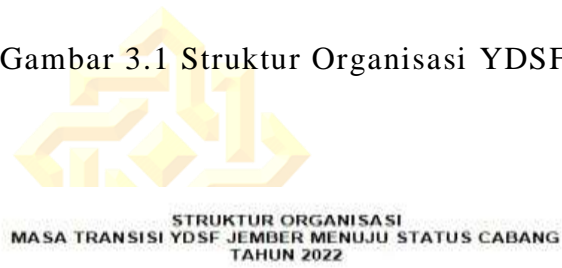 Gambar 3.1 Struktur Organisasi YDSF
STRUKTUR ORGANISASI
MASA TRANSISI YDSF JEMBER MENUJU STATUS CABANG
TAHUN 2022